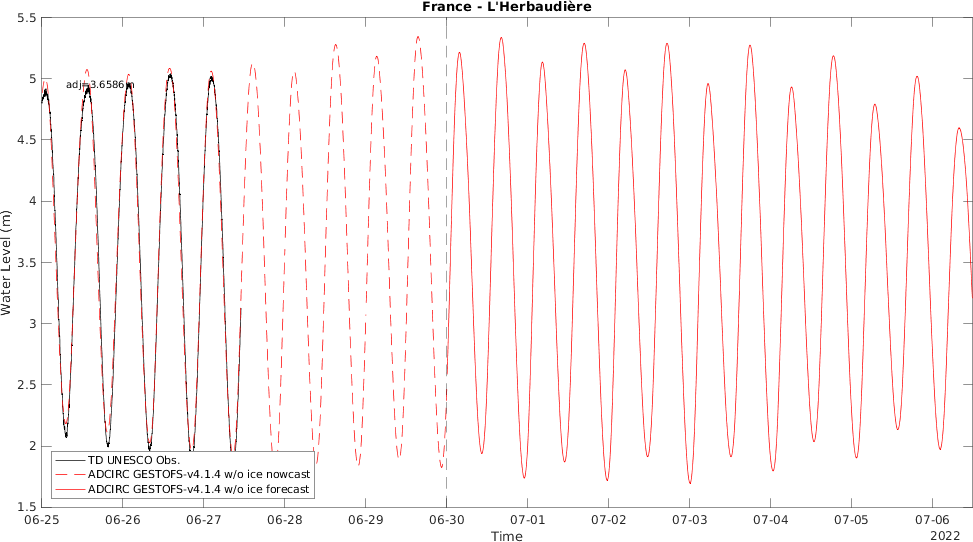 France - L'Herbaudière
5.5
5
4.5
4
3.5
3
2.5
2
1.5
Water Level (m)
adj=3.6586m
TD UNESCO Obs.
ADCIRC GESTOFS-v4.1.4 w/o ice nowcast
ADCIRC GESTOFS-v4.1.4 w/o ice forecast
06-25 06-26 06-27 06-28 06-29 06-30 07-01 07-02 07-03 07-04 07-05 07-06
Time
2022